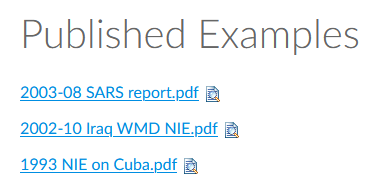 Published Examples
2003-08 SARS report.pdf
2002-10 Iraq WMD NIE.pdf
1993 NIE on Cuba.pdf